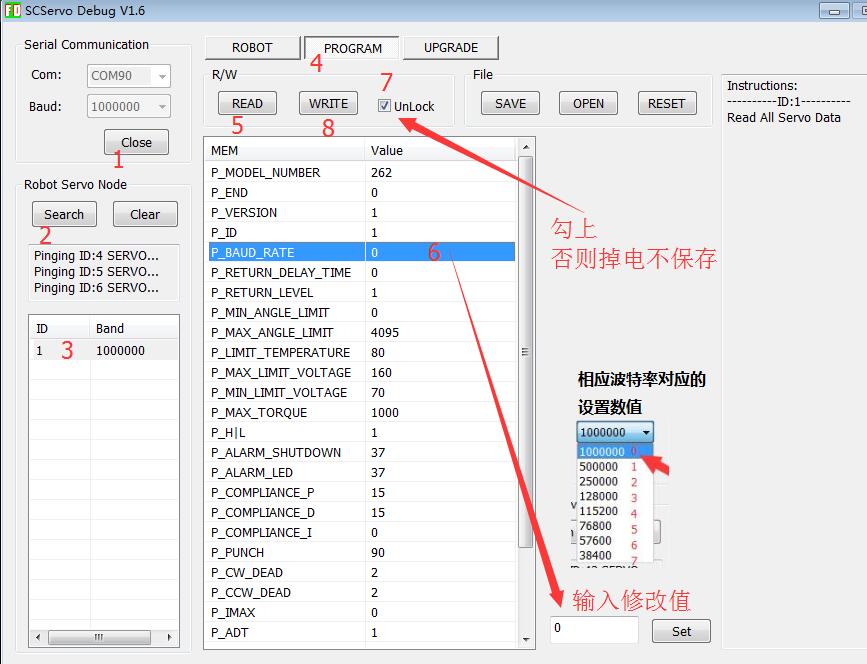 SCServo Debug V1.6
Serial Communication
Com: COM90
Baud: 1000000
Close
1
Robot Servo Node
Search Clear
2
Pinging ID:4 SERVO...
Pinging ID:5 SERVO...
Pinging ID:6 SERVO...
ID Band
1 3 1000000
ROBOT PROGRAM UPGRADE
4
R/W
7
READ WRITE UnLock
5 8
File
SAVE OPEN RESET
MEM Value
P_MODEL_NUMBER 262
P_END 0
P_VERSION 1
P_ID 1
P_BAUD_RATE 0 6
P_RETURN_DELAY_TIME 0
P_RETURN_LEVEL 1
P_MIN_ANGLE_LIMIT 0
P_MAX_ANGLE_LIMIT 4095
P_LIMIT_TEMPERATURE 80
P_MAX_LIMIT_VOLTAGE 160
P_MIN_LIMIT_VOLTAGE 70
P_MAX_TORQUE 1000
P_H|L 1
P_ALARM_SHUTDOWN 37
P_ALARM_LED 37
P_COMPLIANCE_P 15
P_COMPLIANCE_D 15
P_COMPLIANCE_I 0
P_PUNCH 90
P_CW_DEAD 2
P_CCW_DEAD 2
P_IMAX 0
P_ADT 1
勾上
否则掉电不保存
相应波特率对应的
设置数值
1000000
1000000 0
500000 1
250000 2
128000 3
115200 4
76800 5
57600 6
38400 7
输入修改值
0 Set
Instructions:
----------ID:1----------
Read All Servo Data